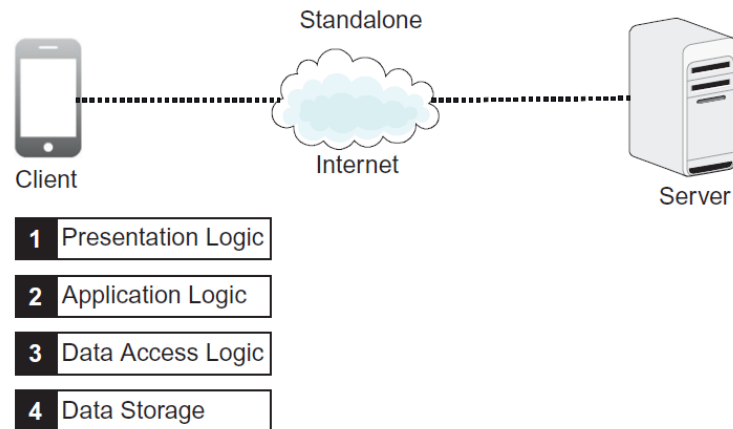 Standalone
Internet
Client
Server
1 Presentation Logic
2 Application Logic
3 Data Access Logic
4 Data Storage